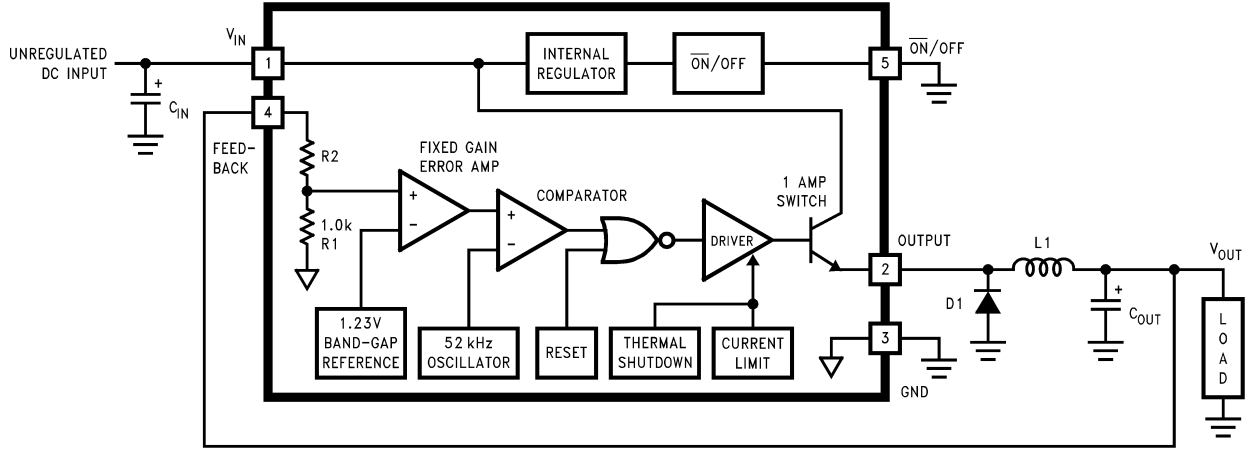 UNREGULATED
DC INPUT
+
C_IN
V_IN
1
4
FEED-
BACK
R2
1.0k
R1
INTERNAL
REGULATOR
ON/OFF
5
ON/OFF
FIXED GAIN
ERROR AMP
+
−
COMPARATOR
+
−
DRIVER
1 AMP
SWITCH
1.23V
BAND-GAP
REFERENCE
52 kHz
OSCILLATOR
RESET
THERMAL
SHUTDOWN
CURRENT
LIMIT
OUTPUT
2
3
GND
D1
L1
+
C_OUT
V_OUT
L
O
A
D